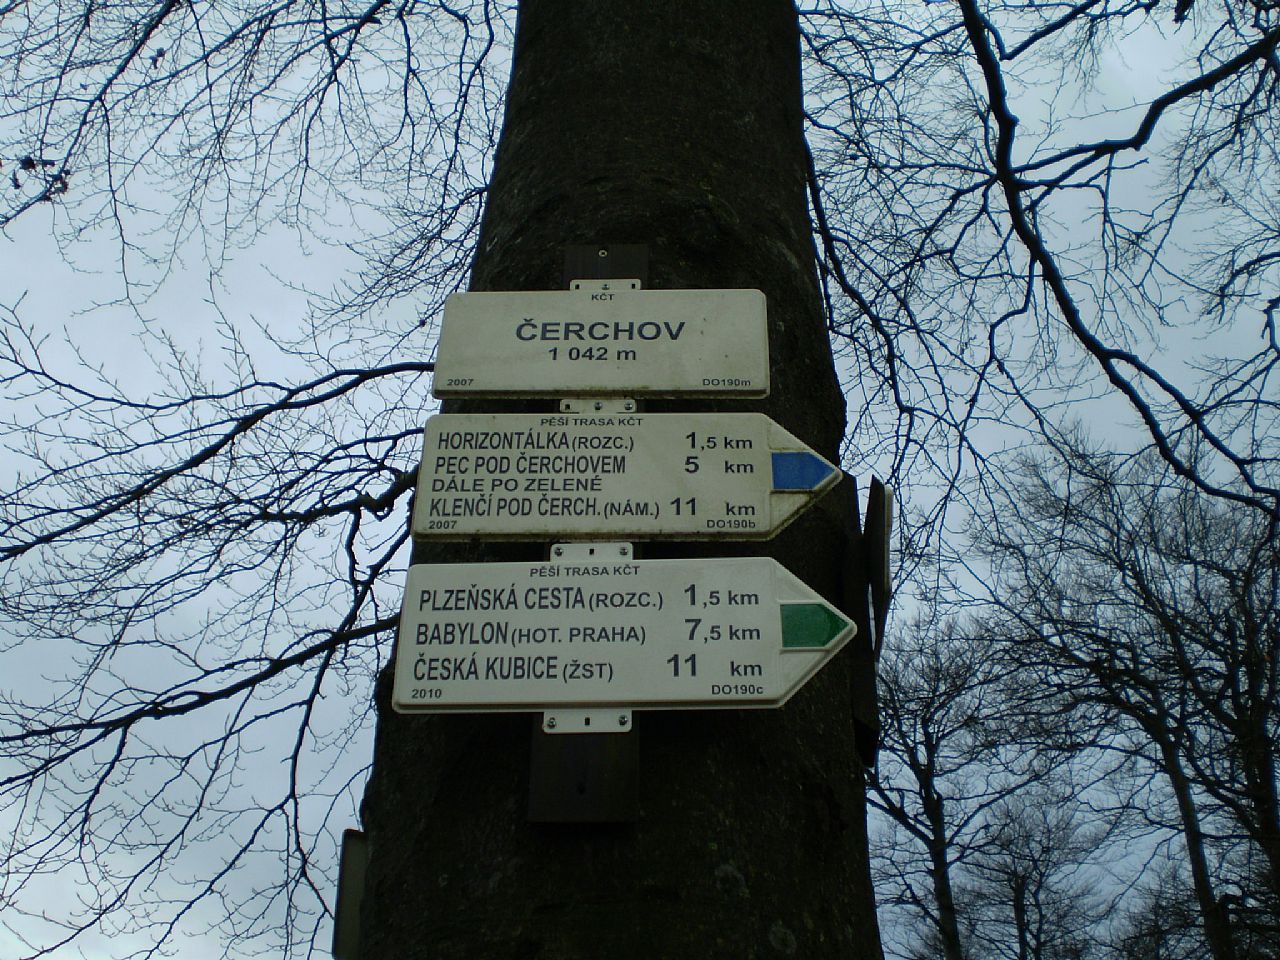 KČT
ČERCHOV
1 042 m
2007 DO190m
PĚŠÍ TRASA KČT
HORIZONTÁLKA (ROZC.) 1,5 km
PEC POD ČERCHOVEM 5 km
DÁLE PO ZELENÉ
KLENČÍ POD ČERCH. (NÁM.) 11 km
2007 DO190b
PĚŠÍ TRASA KČT
PLZEŇSKÁ CESTA (ROZC.) 1,5 km
BABYLON (HOT. PRAHA) 7,5 km
ČESKÁ KUBICE (ŽST) 11 km
2010 DO190c